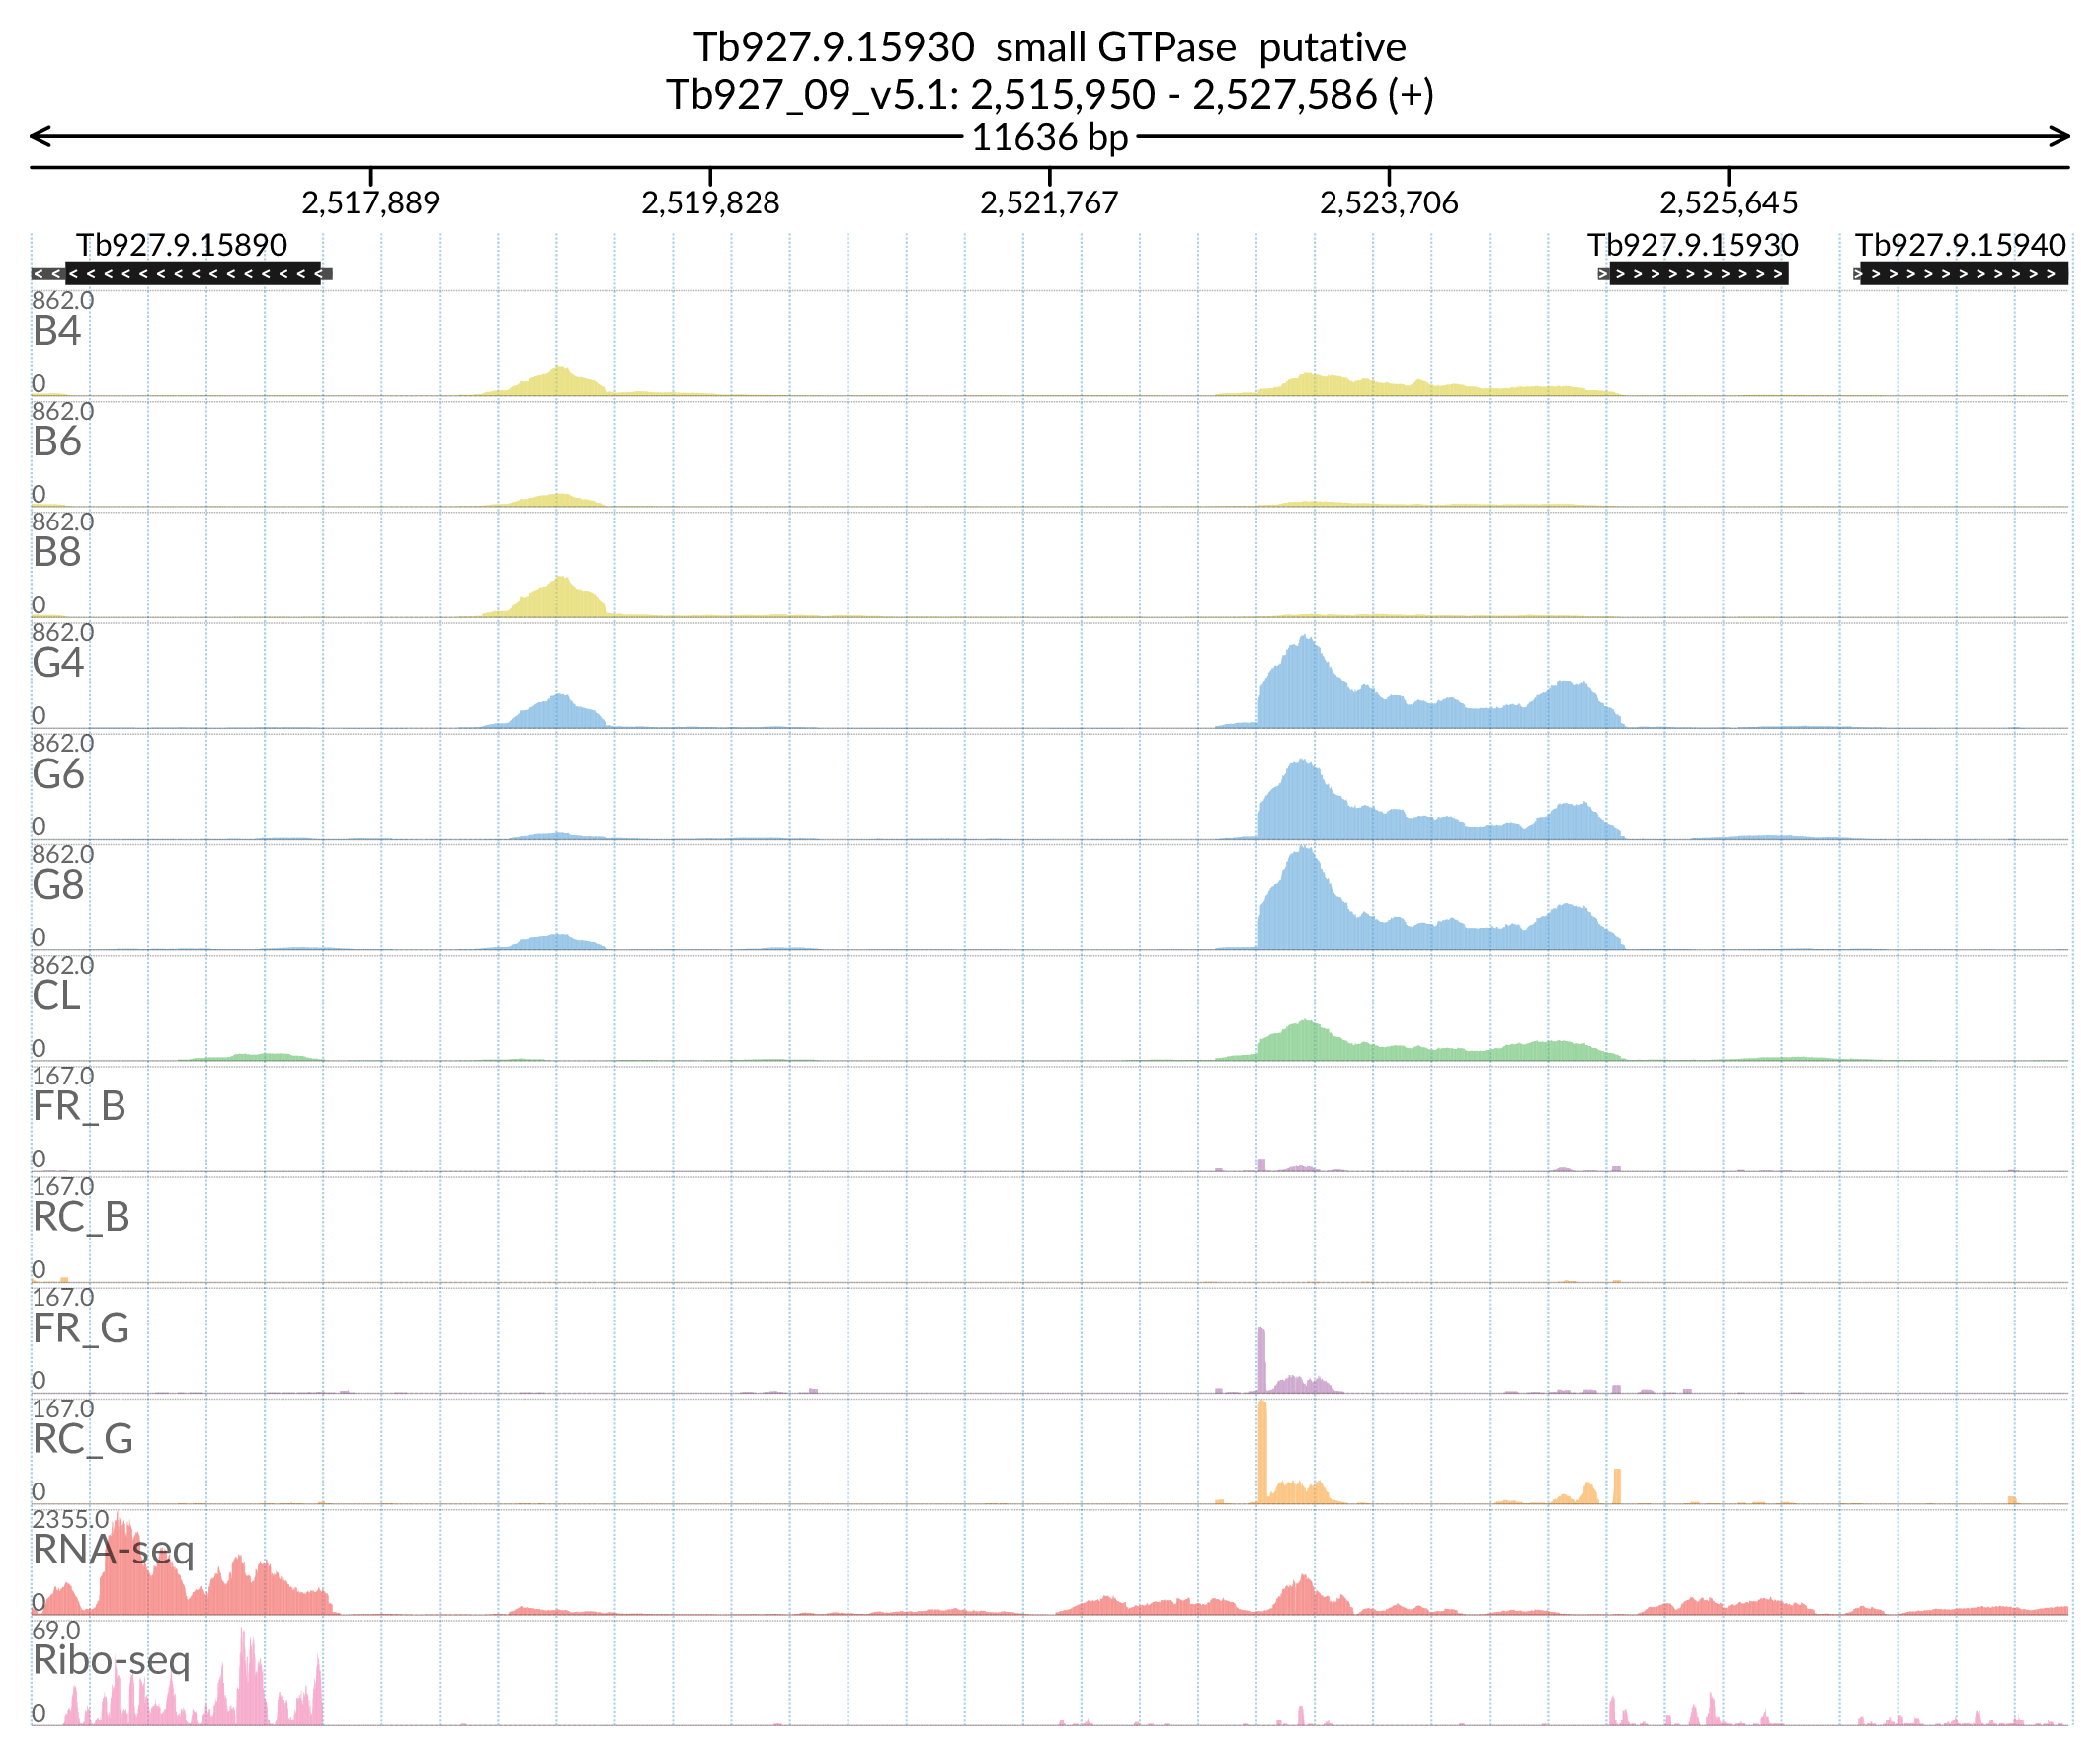 Tb927.9.15930 small GTPase putative
Tb927_09_v5.1: 2,515,950 - 2,527,586 (+)
11636 bp
2,517,889 2,519,828 2,521,767 2,523,706 2,525,645
Tb927.9.15890 Tb927.9.15930 Tb927.9.15940
862.0
B4
0
862.0
B6
0
862.0
B8
0
862.0
G4
0
862.0
G6
0
862.0
G8
0
862.0
CL
0
167.0
FR_B
0
167.0
RC_B
0
167.0
FR_G
0
167.0
RC_G
0
2355.0
RNA-seq
0
69.0
Ribo-seq
0